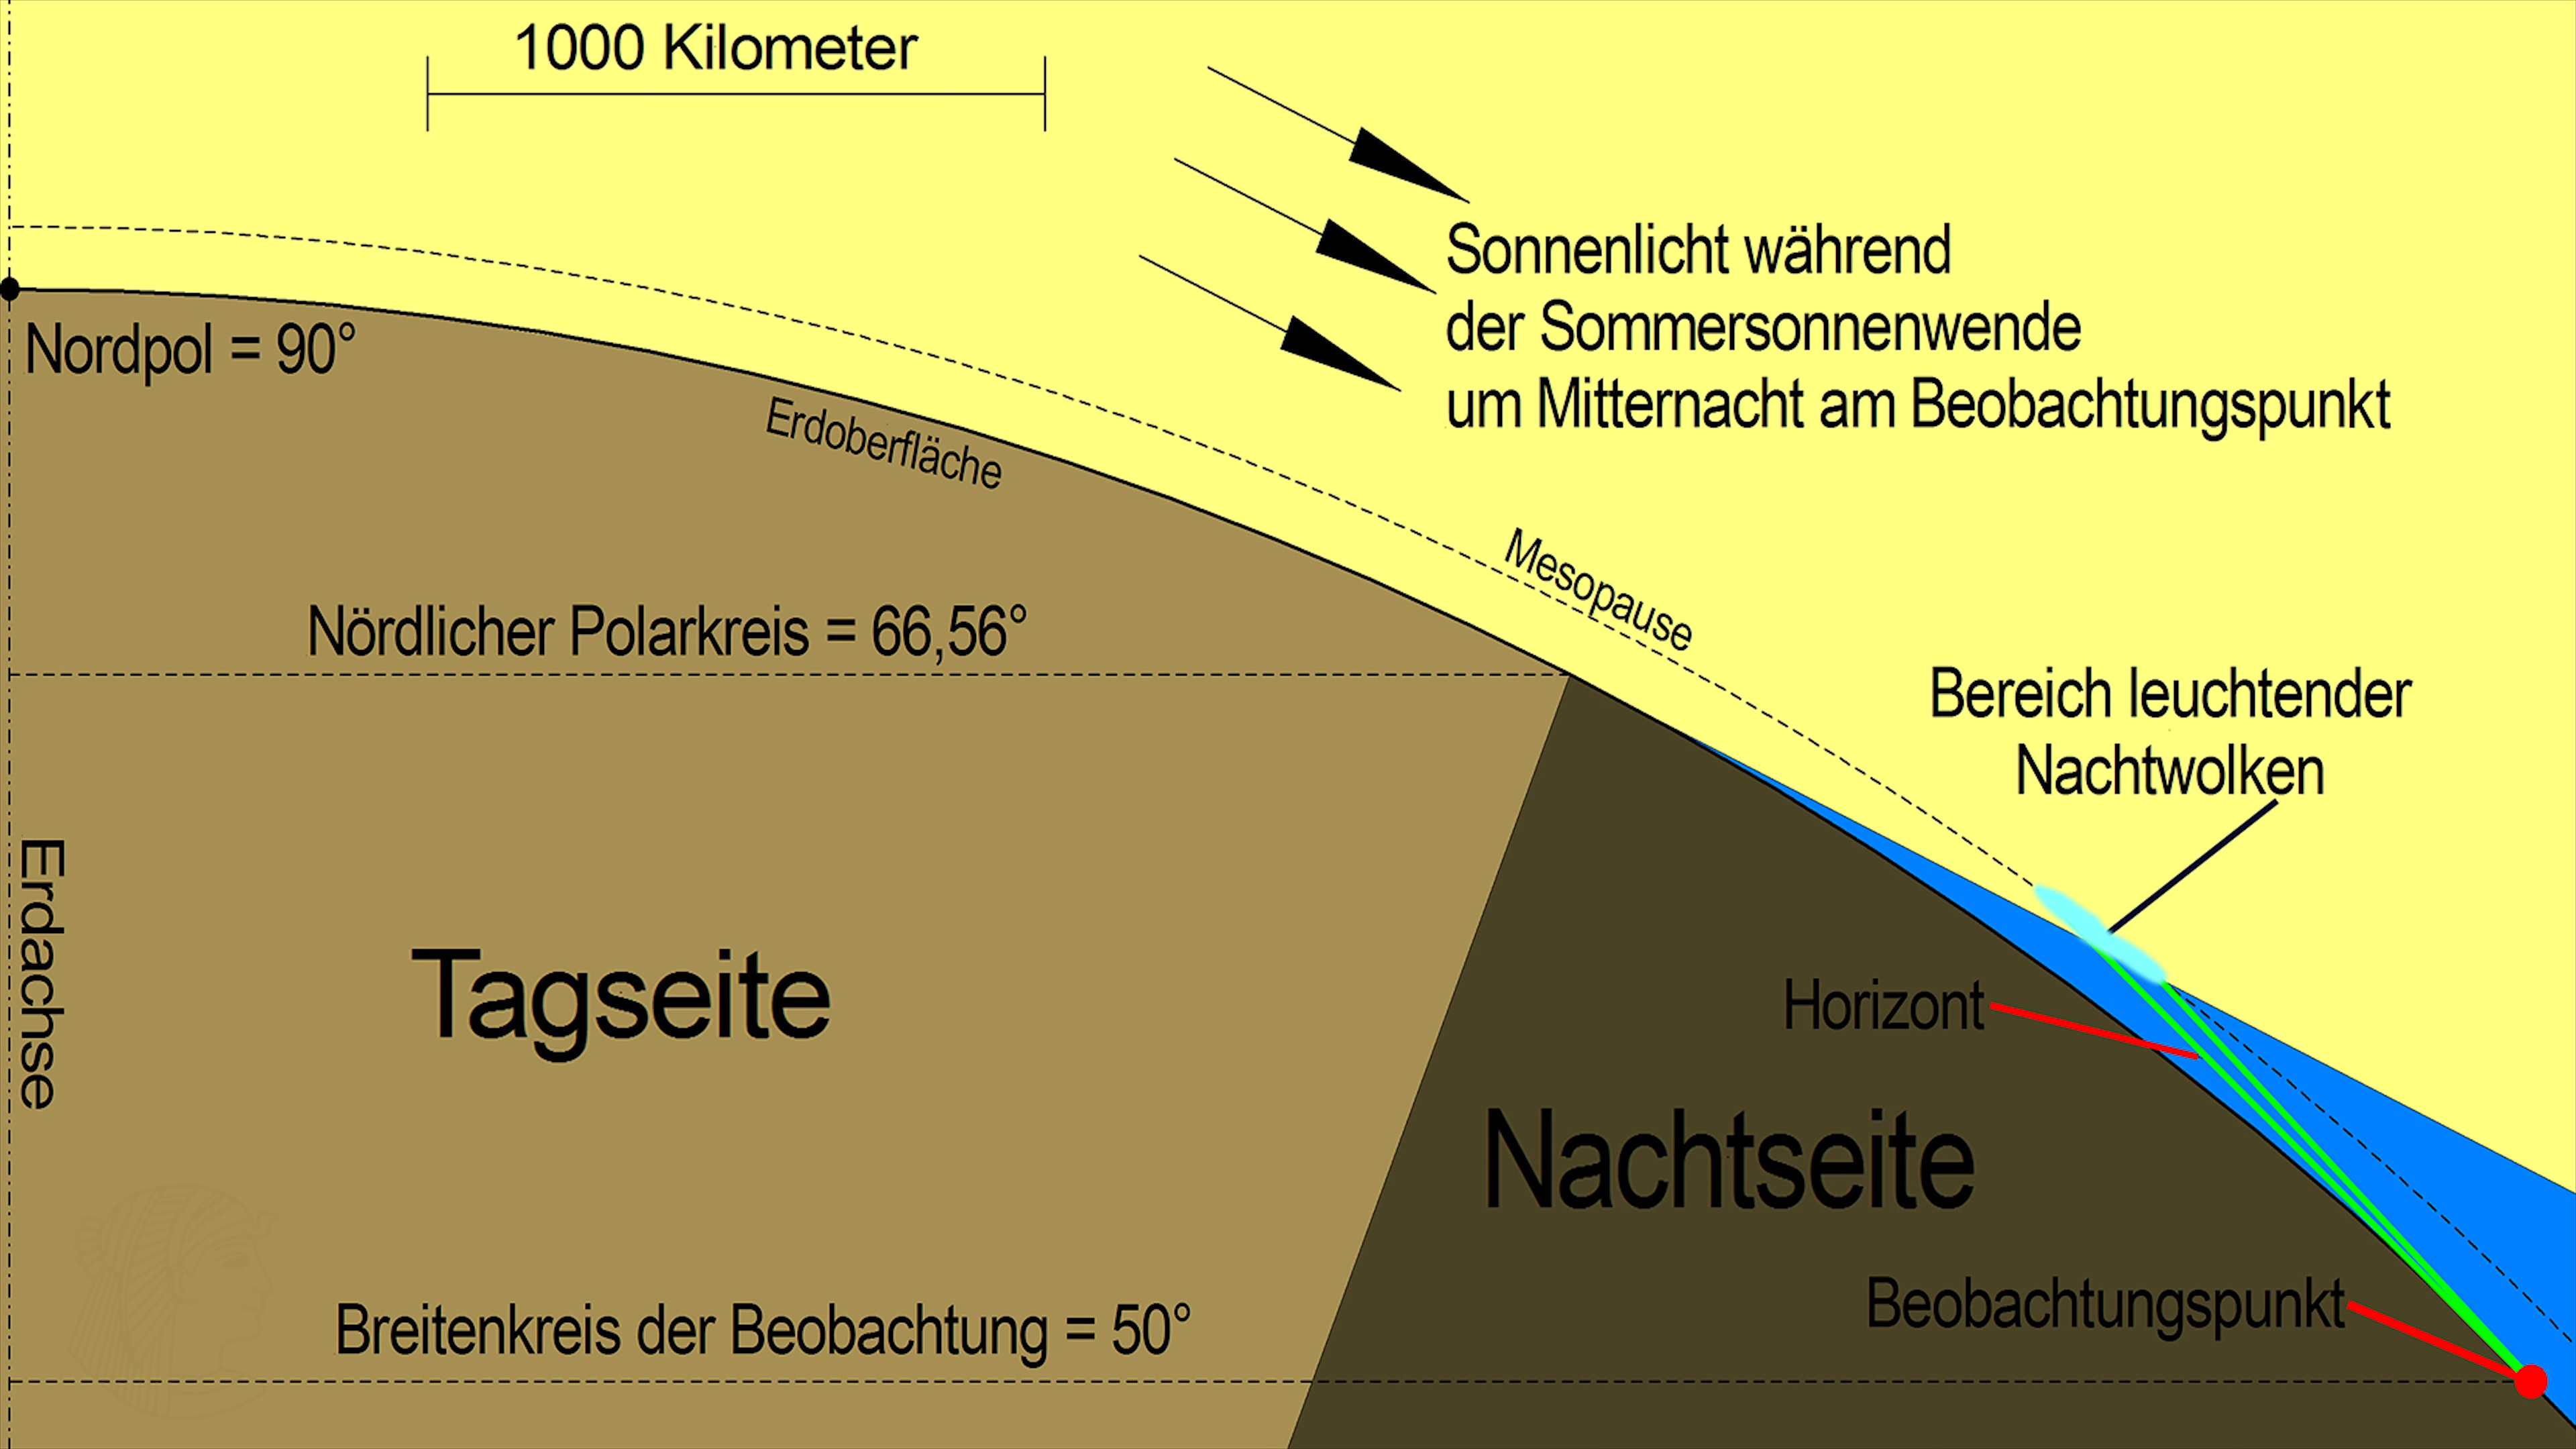 1000 Kilometer
Sonnenlicht während
der Sommersonnenwende
um Mitternacht am Beobachtungspunkt
Nordpol = 90°
Erdoberfläche
Mesopause
Nördlicher Polarkreis = 66,56°
Bereich leuchtender
Nachtwolken
Erdachse
Tagseite
Horizont
Nachtseite
Beobachtungspunkt
Breitenkreis der Beobachtung = 50°